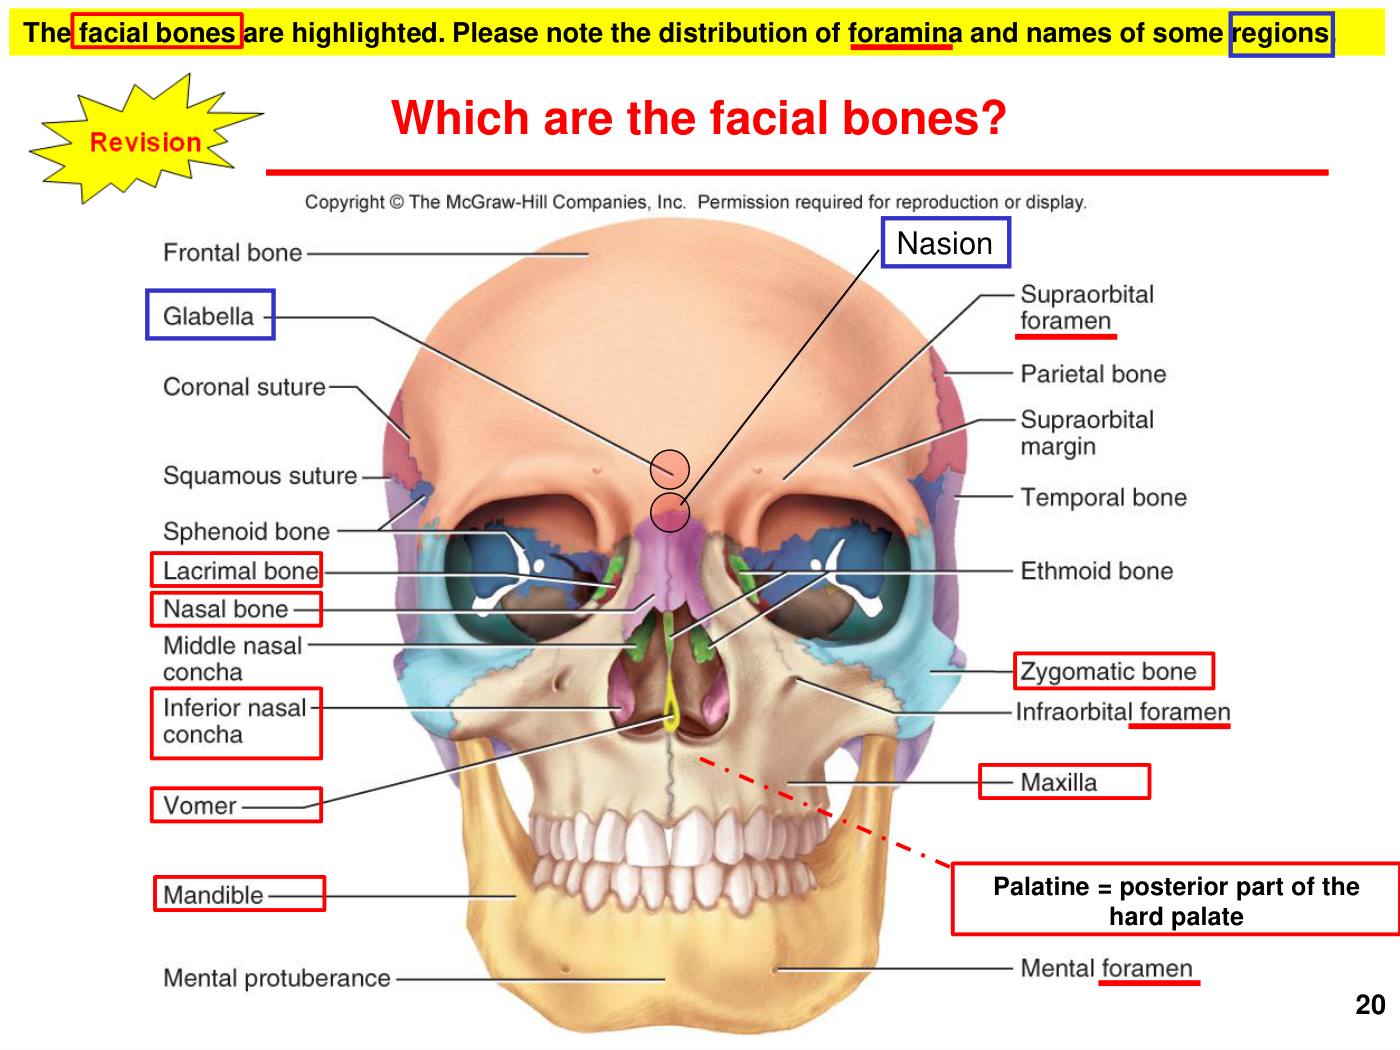 The facial bones are highlighted. Please note the distribution of foramina and names of some regions.
Revision
Which are the facial bones?
Copyright © The McGraw-Hill Companies, Inc. Permission required for reproduction or display.
Frontal bone
Glabella
Coronal suture
Squamous suture
Sphenoid bone
Lacrimal bone
Nasal bone
Middle nasal
concha
Inferior nasal
concha
Vomer
Mandible
Mental protuberance
Nasion
Supraorbital
foramen
Parietal bone
Supraorbital
margin
Temporal bone
Ethmoid bone
Zygomatic bone
Infraorbital foramen
Maxilla
Palatine = posterior part of the
hard palate
Mental foramen
20